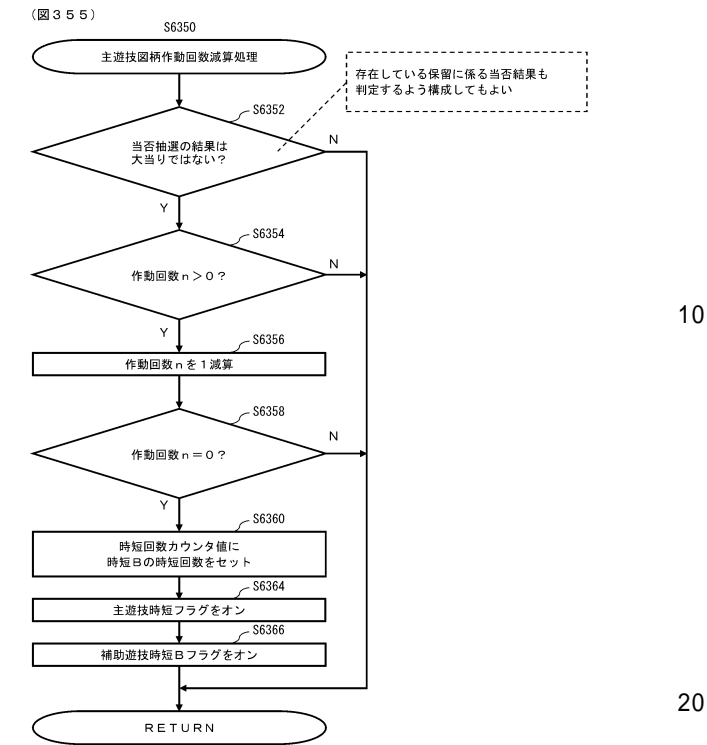 （図３５５）
S6350
主遊技図柄作動回数減算処理
存在している保留に係る当否結果も
判定するよう構成してもよい
S6352
当否抽選の結果は
大当りではない？
N
Y
S6354
作動回数ｎ＞０？
N
10
Y
S6356
作動回数ｎを１減算
S6358
作動回数ｎ＝０？
N
Y
S6360
時短回数カウンタ値に
時短Ｂの時短回数をセット
S6364
主遊技時短フラグをオン
S6366
補助遊技時短Ｂフラグをオン
20
ＲＥＴＵＲＮ